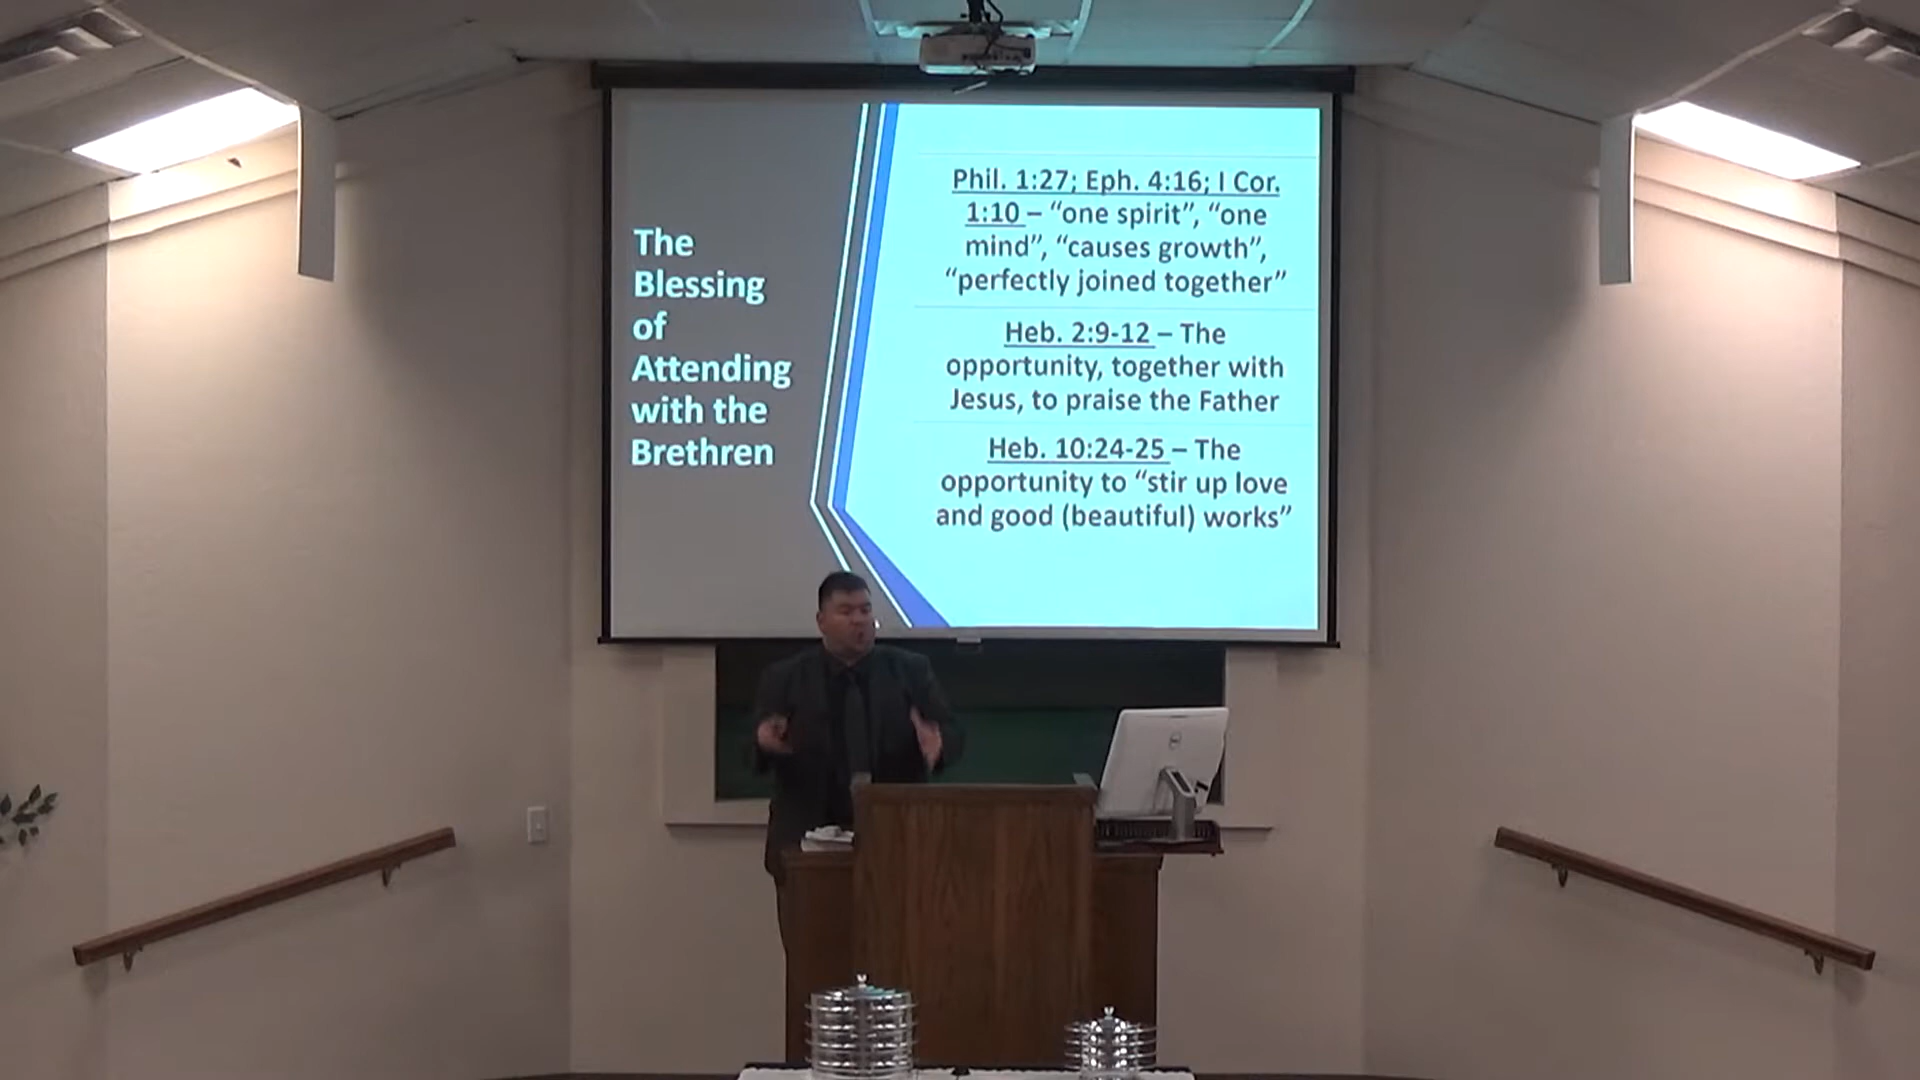 The
Blessing
of
Attending
with the
Brethren
Phil. 1:27; Eph. 4:16; I Cor.
1:10 – “one spirit”, “one
mind”, “causes growth”,
“perfectly joined together”
Heb. 2:9-12 – The
opportunity, together with
Jesus, to praise the Father
Heb. 10:24-25 – The
opportunity to “stir up love
and good (beautiful) works”